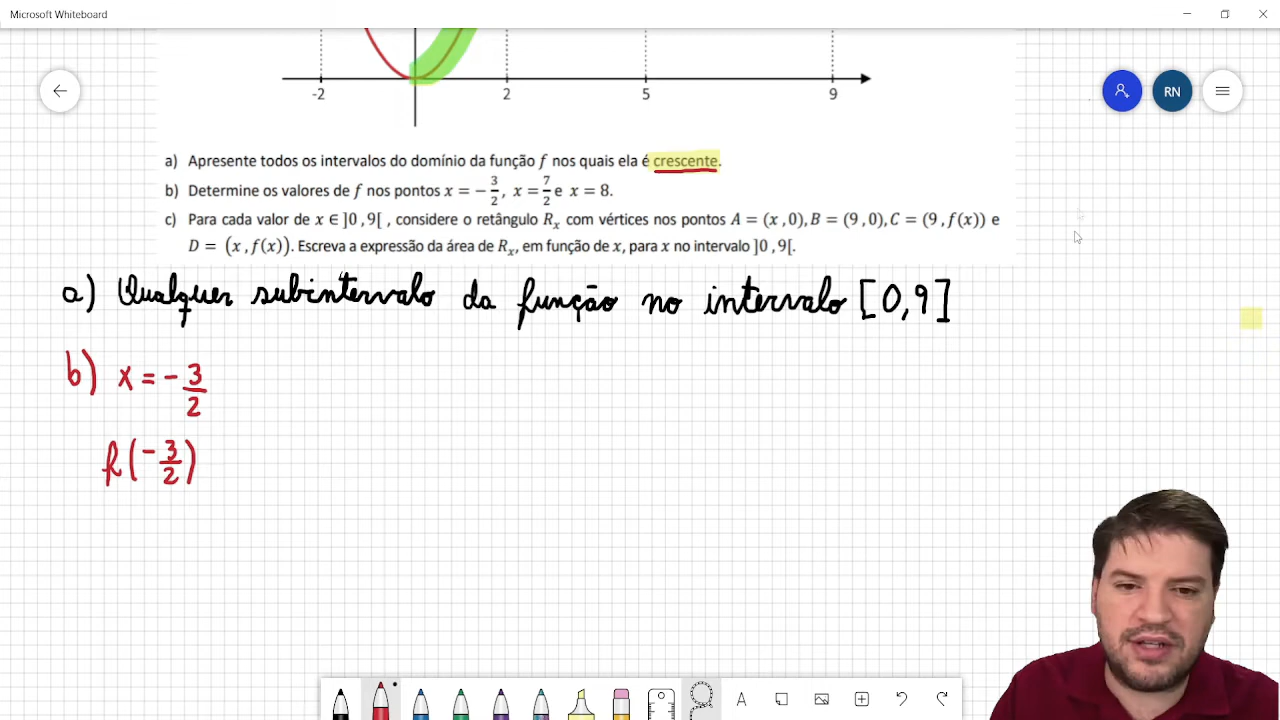 Microsoft Whiteboard
-2 2 5 9
RN
a) Apresente todos os intervalos do domínio da função f nos quais ela é crescente.
b) Determine os valores de f nos pontos x = −3/2, x = 7/2 e x = 8.
c) Para cada valor de x ∈ ]0 , 9[ , considere o retângulo Rₓ com vértices nos pontos A = (x , 0), B = (9 , 0), C = (9 , f(x)) e
D = (x , f(x)). Escreva a expressão da área de Rₓ, em função de x, para x no intervalo ]0 , 9[.
a) Qualquer subintervalo da função no intervalo [0,9]
b) x = -3/2
f(-3/2)
A